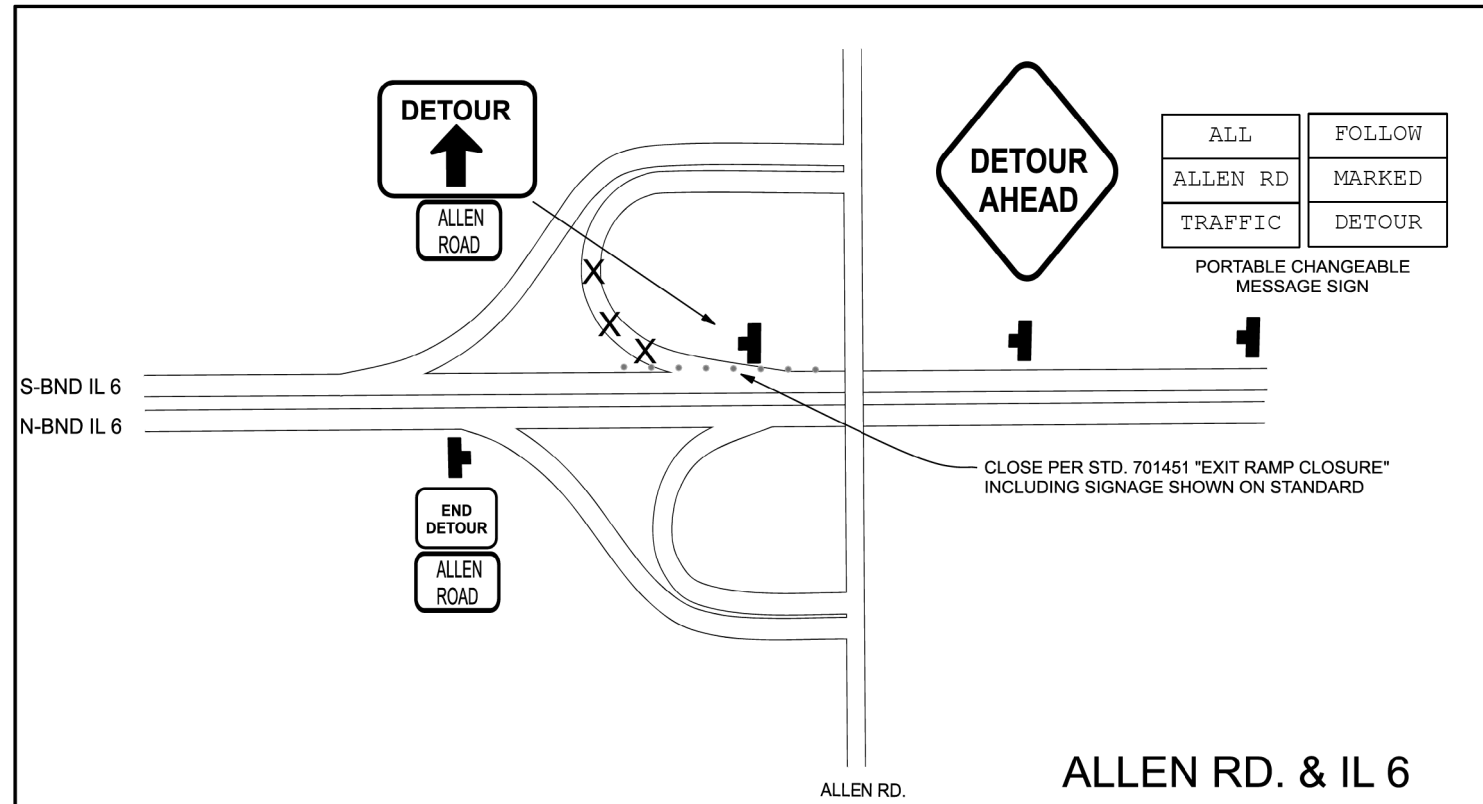 DETOUR
ALLEN
ROAD
DETOUR
AHEAD
ALL
ALLEN RD
TRAFFIC
FOLLOW
MARKED
DETOUR
PORTABLE CHANGEABLE
MESSAGE SIGN
X
X
X
S-BND IL 6
N-BND IL 6
CLOSE PER STD. 701451 "EXIT RAMP CLOSURE"
INCLUDING SIGNAGE SHOWN ON STANDARD
END
DETOUR
ALLEN
ROAD
ALLEN RD.
ALLEN RD. & IL 6